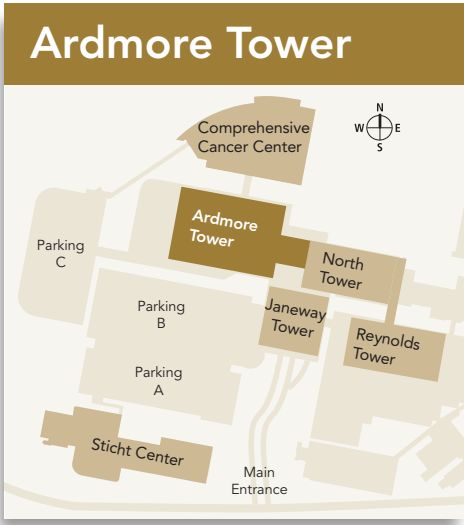 Ardmore Tower
N
W E
S
Comprehensive
Cancer Center
Ardmore
Tower
Parking
C
North
Tower
Parking
B
Janeway
Tower
Reynolds
Tower
Parking
A
Sticht Center
Main
Entrance